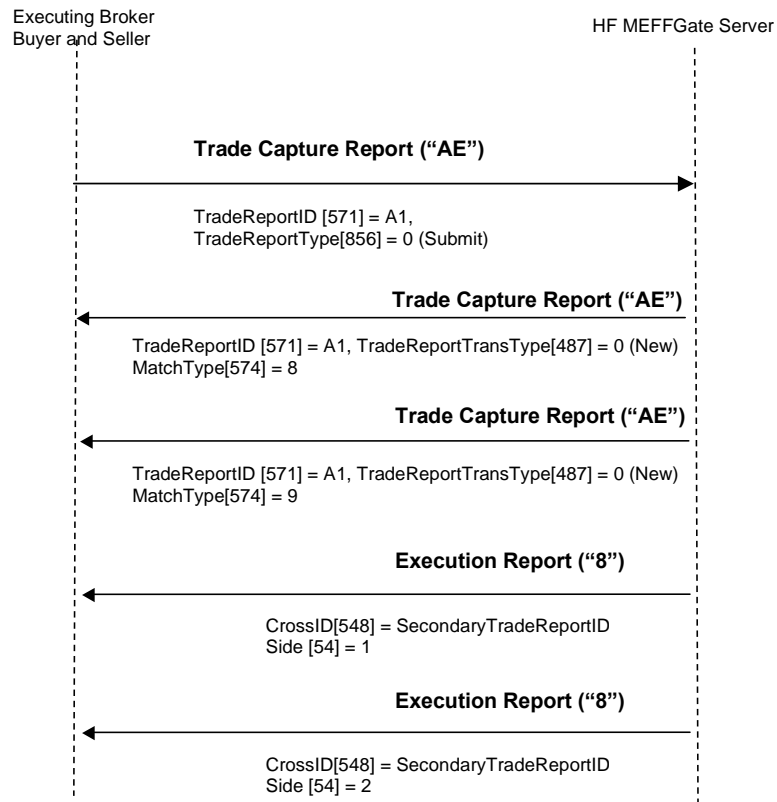 Executing Broker
Buyer and Seller
HF MEFFGate Server
Trade Capture Report (“AE”)
TradeReportID [571] = A1,
TradeReportType[856] = 0 (Submit)
Trade Capture Report (“AE”)
TradeReportID [571] = A1, TradeReportTransType[487] = 0 (New)
MatchType[574] = 8
Trade Capture Report (“AE”)
TradeReportID [571] = A1, TradeReportTransType[487] = 0 (New)
MatchType[574] = 9
Execution Report (“8”)
CrossID[548] = SecondaryTradeReportID
Side [54] = 1
Execution Report (“8”)
CrossID[548] = SecondaryTradeReportID
Side [54] = 2